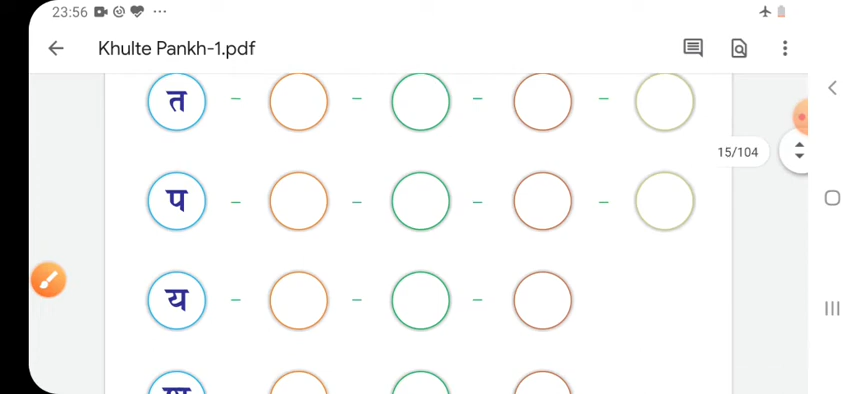 23:56
Khulte Pankh-1.pdf
त - - - -
15/104
प - - - -
य - - -